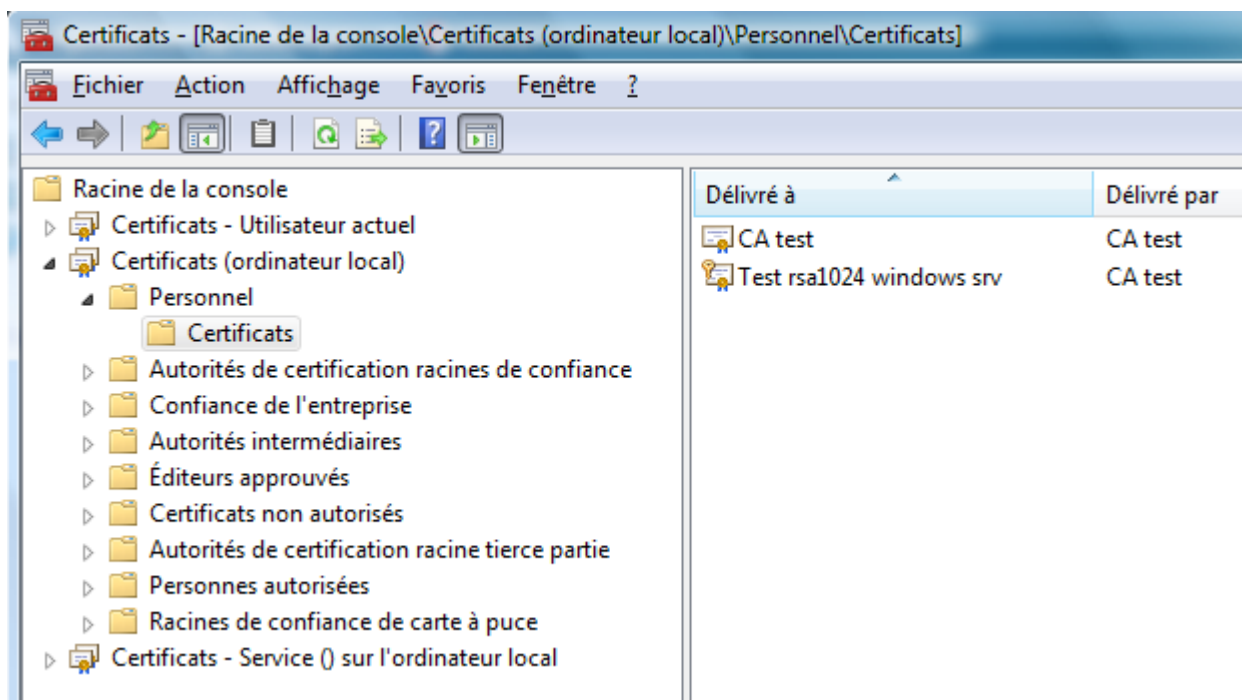 Certificats - [Racine de la console\Certificats (ordinateur local)\Personnel\Certificats]
Fichier Action Affichage Favoris Fenêtre ?
Racine de la console
Certificats - Utilisateur actuel
Certificats (ordinateur local)
Personnel
Certificats
Autorités de certification racines de confiance
Confiance de l'entreprise
Autorités intermédiaires
Éditeurs approuvés
Certificats non autorisés
Autorités de certification racine tierce partie
Personnes autorisées
Racines de confiance de carte à puce
Certificats - Service () sur l'ordinateur local
Délivré à Délivré par
CA test CA test
Test rsa1024 windows srv CA test